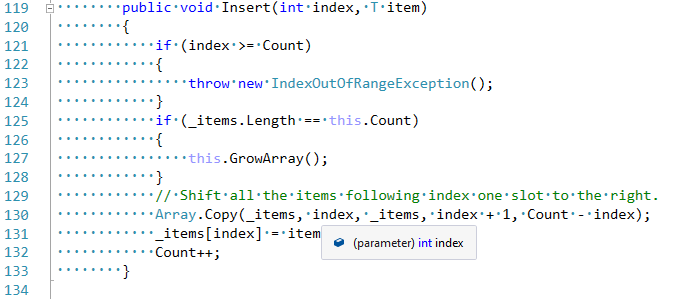 119 public void Insert(int index, T item)
120 {
121 if (index >= Count)
122 {
123 throw new IndexOutOfRangeException();
124 }
125 if (_items.Length == this.Count)
126 {
127 this.GrowArray();
128 }
129 // Shift all the items following index one slot to the right.
130 Array.Copy(_items, index, _items, index + 1, Count - index);
131 _items[index] = item
(parameter) int index
132 Count++;
133 }
134